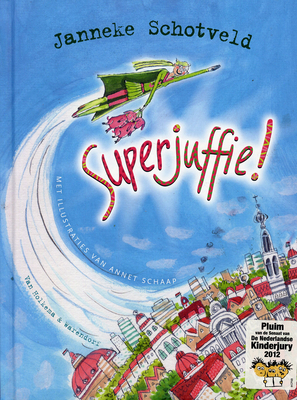 Janneke Schotveld
Superjuffie!
MET ILLUSTRATIES VAN ANNET SCHAAP
Van Holkema & Warendorf
Pluim
van de Senaat van
De Nederlandse
Kinderjury
2012